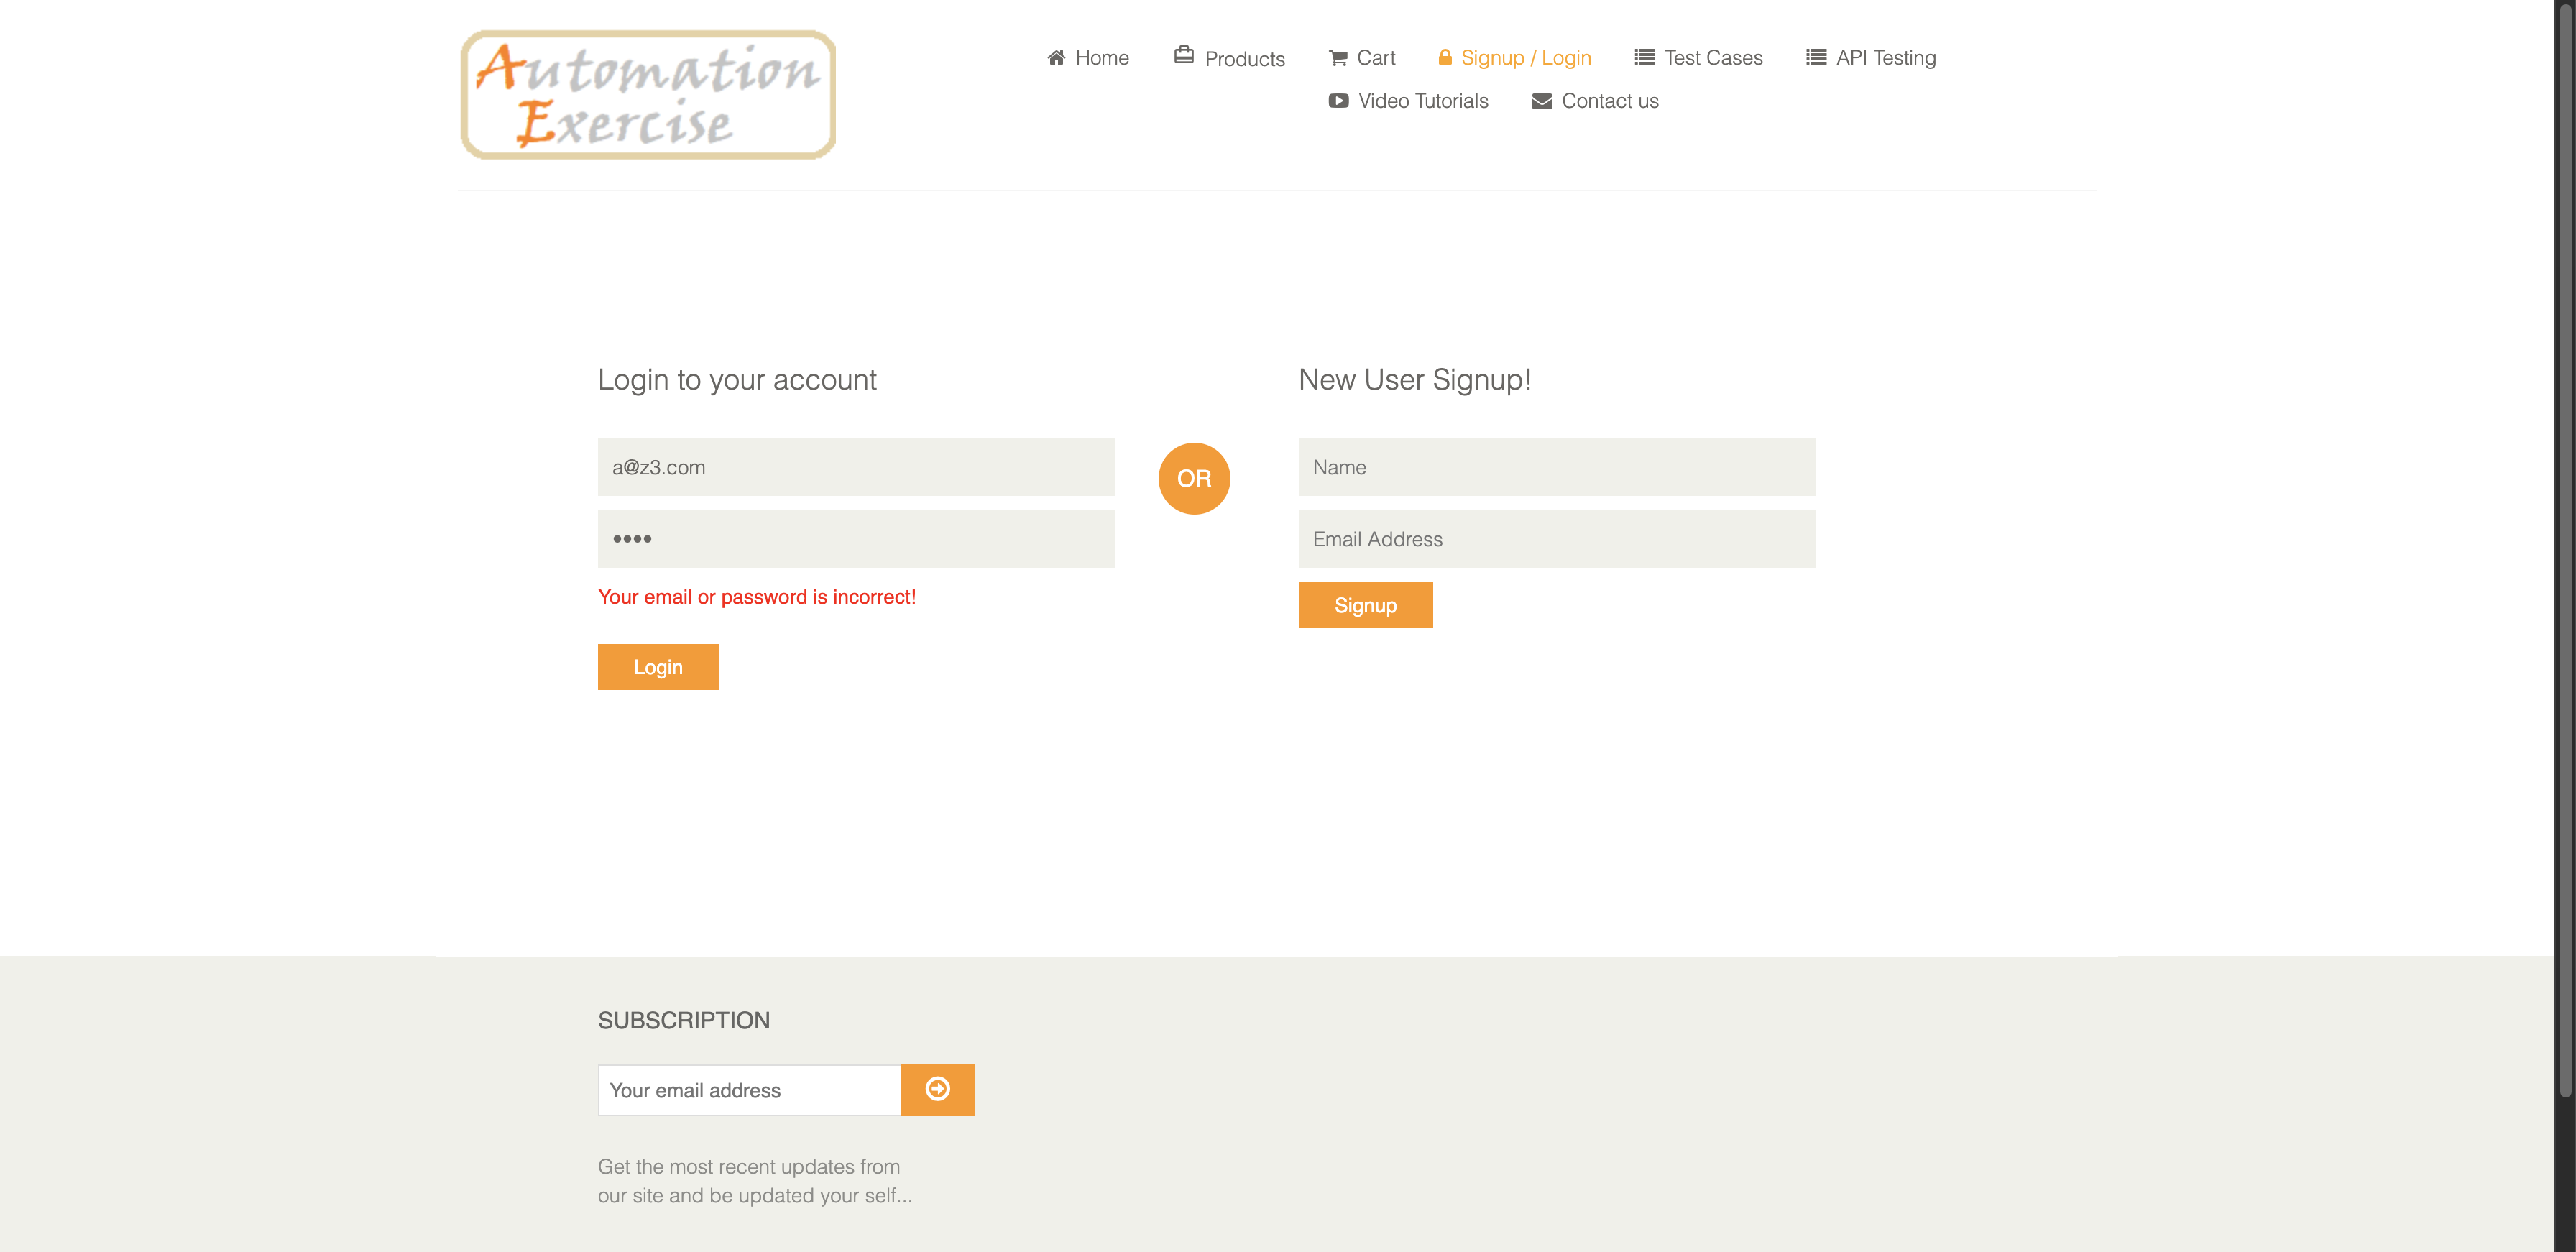 Automation
Exercise
Home
Products
Cart
Signup / Login
Test Cases
API Testing
Video Tutorials
Contact us
Login to your account
a@z3.com
••••
Your email or password is incorrect!
Login
OR
New User Signup!
Name
Email Address
Signup
SUBSCRIPTION
Your email address
Get the most recent updates from
our site and be updated your self...